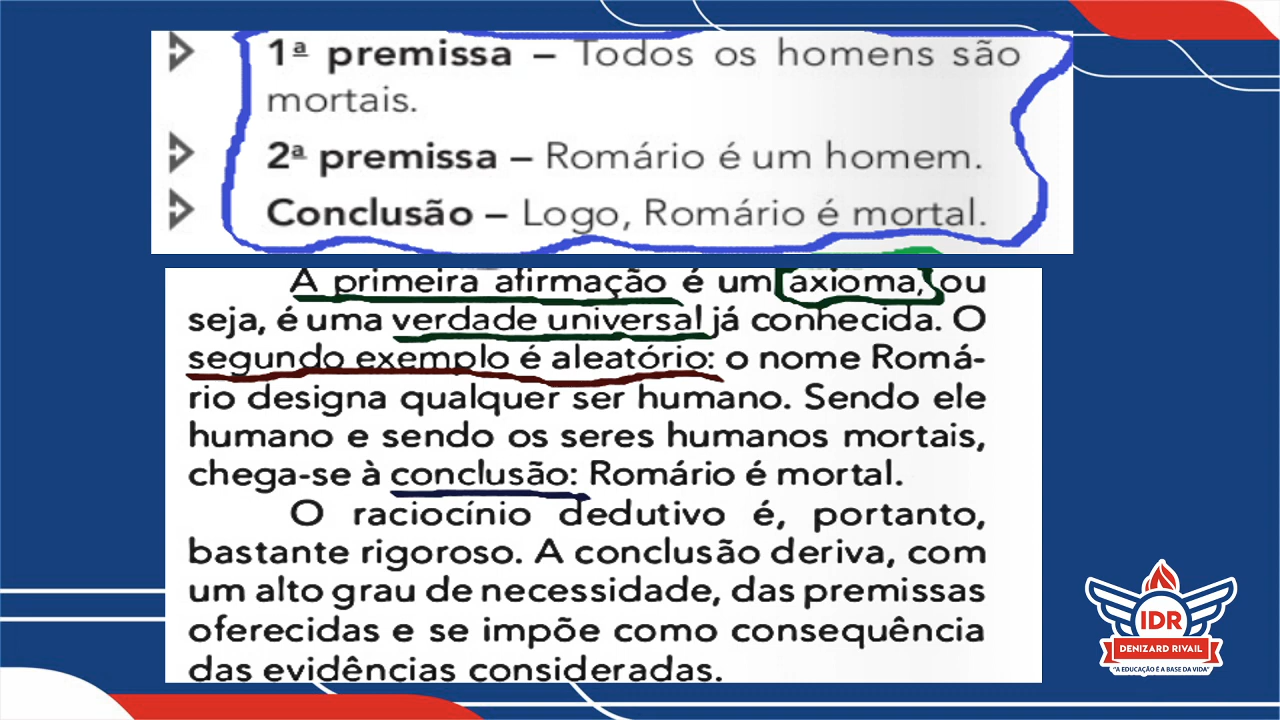 1ª premissa – Todos os homens são
mortais.
2ª premissa – Romário é um homem.
Conclusão – Logo, Romário é mortal.
A primeira afirmação é um axioma, ou
seja, é uma verdade universal já conhecida. O
segundo exemplo é aleatório: o nome Romá-
rio designa qualquer ser humano. Sendo ele
humano e sendo os seres humanos mortais,
chega-se à conclusão: Romário é mortal.
O raciocínio dedutivo é, portanto,
bastante rigoroso. A conclusão deriva, com
um alto grau de necessidade, das premissas
oferecidas e se impõe como consequência
das evidências consideradas.
IDR
DENIZARD RIVAIL
"A EDUCAÇÃO É A BASE DA VIDA"